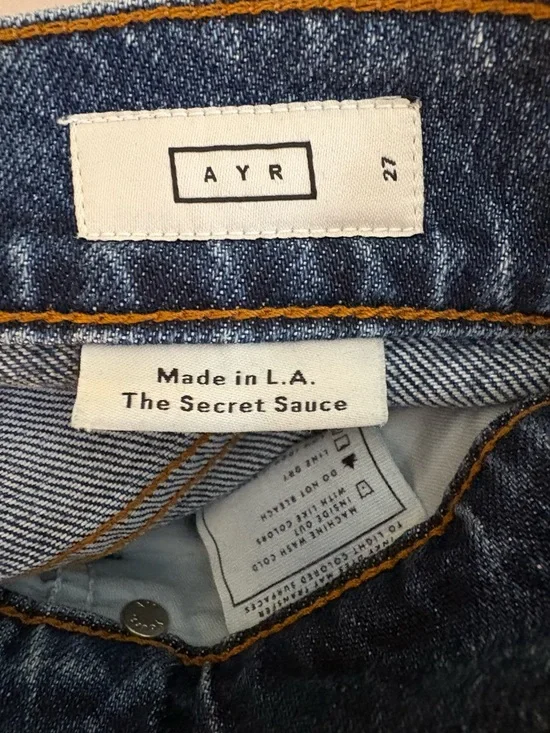 AYR
27
Made in L.A.
The Secret Sauce
TO LIGHT COLORED SURFACES
MACHINE WASH COLD
INSIDE OUT
WITH LIKE COLORS
DO NOT BLEACH
LINE DRY